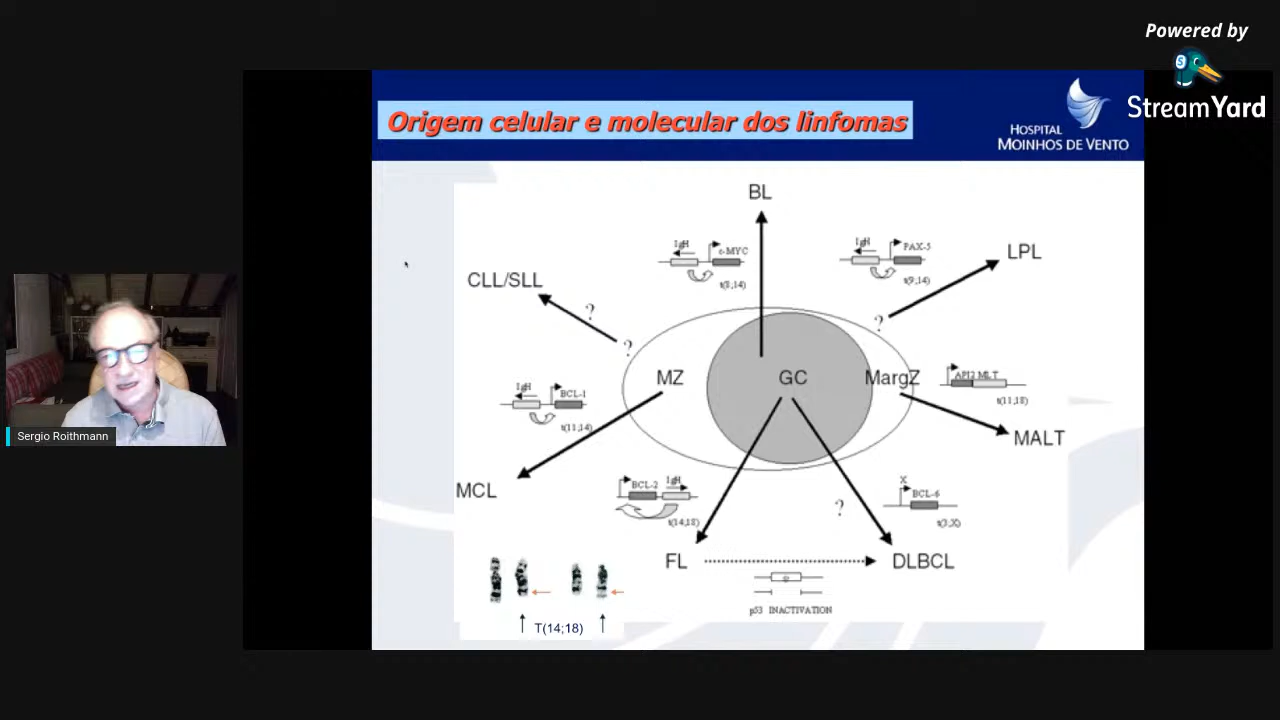 Powered by
StreamYard
Origem celular e molecular dos linfomas
HOSPITAL
MOINHOS DE VENTO
BL
IgH
c-MYC
t(8,14)
IgH
PAX-5
t(9,14)
LPL
CLL/SLL
?
?
?
MZ
GC
MargZ
API2 MLT
t(11,18)
IgH
BCL-1
t(11,14)
MALT
MCL
BCL-2
IgH
t(14,18)
?
X
BCL-6
t(3,X)
FL
DLBCL
p53 INACTIVATION
T(14;18)
Sergio Roithmann